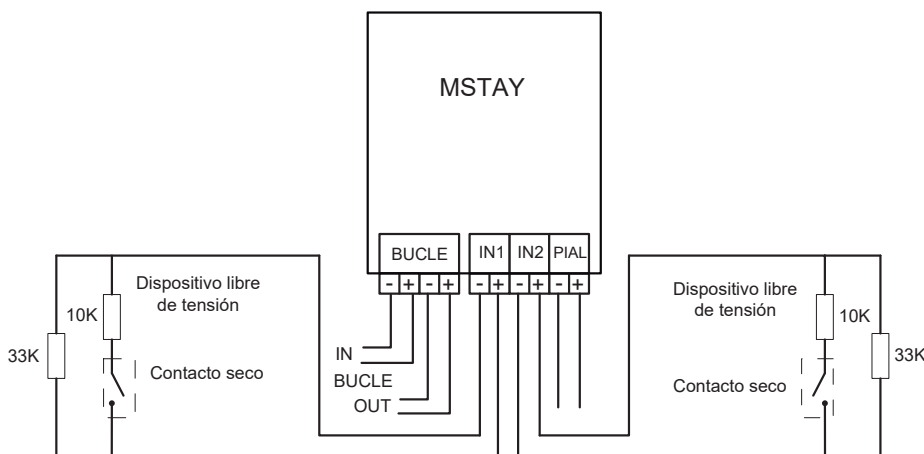 MSTAY
BUCLE IN1 IN2 PIAL
- + - + - + - + - +
Dispositivo libre
de tensión
10K
33K
Contacto seco
IN
BUCLE
OUT
Dispositivo libre
de tensión
10K
33K
Contacto seco